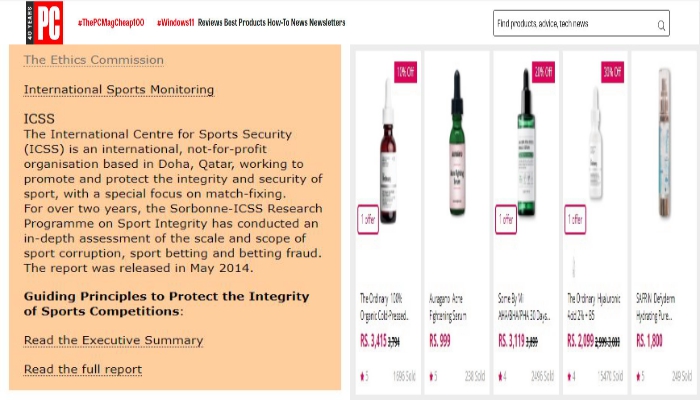 40 YEARS
PC
#ThePCMagCheap100 #Windows11 Reviews Best Products How-To News Newsletters
Find products, advice, tech news
The Ethics Commission
International Sports Monitoring
ICSS
The International Centre for Sports Security
(ICSS) is an international, not-for-profit
organisation based in Doha, Qatar, working to
promote and protect the integrity and security of
sport, with a special focus on match-fixing.
For over two years, the Sorbonne-ICSS Research
Programme on Sport Integrity has conducted an
in-depth assessment of the scale and scope of
sport corruption, sport betting and betting fraud.
The report was released in May 2014.
Guiding Principles to Protect the Integrity
of Sports Competitions:
Read the Executive Summary
Read the full report
10% Off
1 offer
The Ordinary 100%
Organic Cold-Pressed...
RS. 3,415
5 1696 Sold
Auragano Acne
Fightening Serum
RS. 999
5 238 Sold
20% Off
1 offer
Some By Mi
AHA/BHA/PHA 30 Days...
RS. 3,119 3,899
4 2496 Sold
30% Off
1 offer
The Ordinary Hyaluronic
Acid 2% + B5
RS. 2,099
4 15470 Sold
SAFRIN Defyderm
Hydrating Pure...
RS. 1,800
5 249 Sold